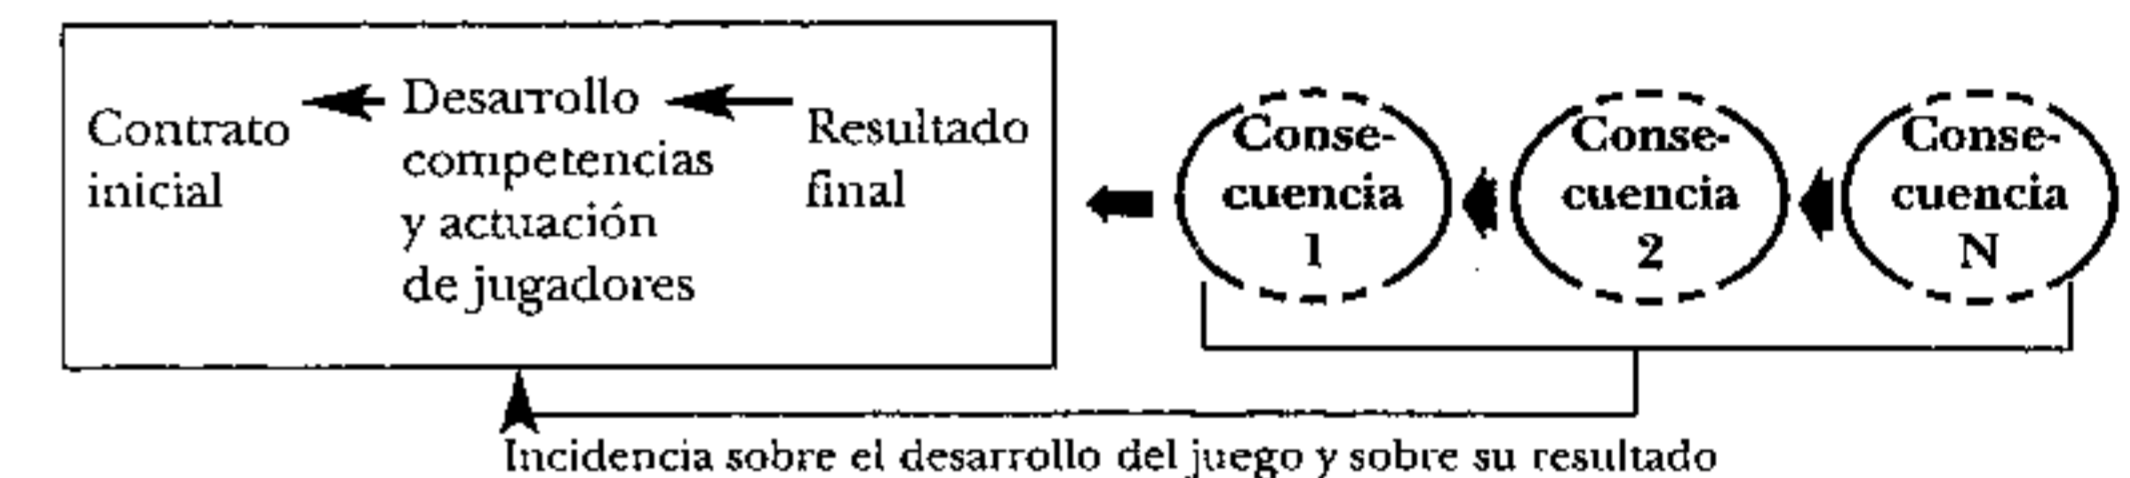 Contrato
inicial
Desarrollo
competencias
y actuación
de jugadores
Resultado
final
Conse-
cuencia
1
Conse-
cuencia
2
Conse-
cuencia
N
Incidencia sobre el desarrollo del juego y sobre su resultado